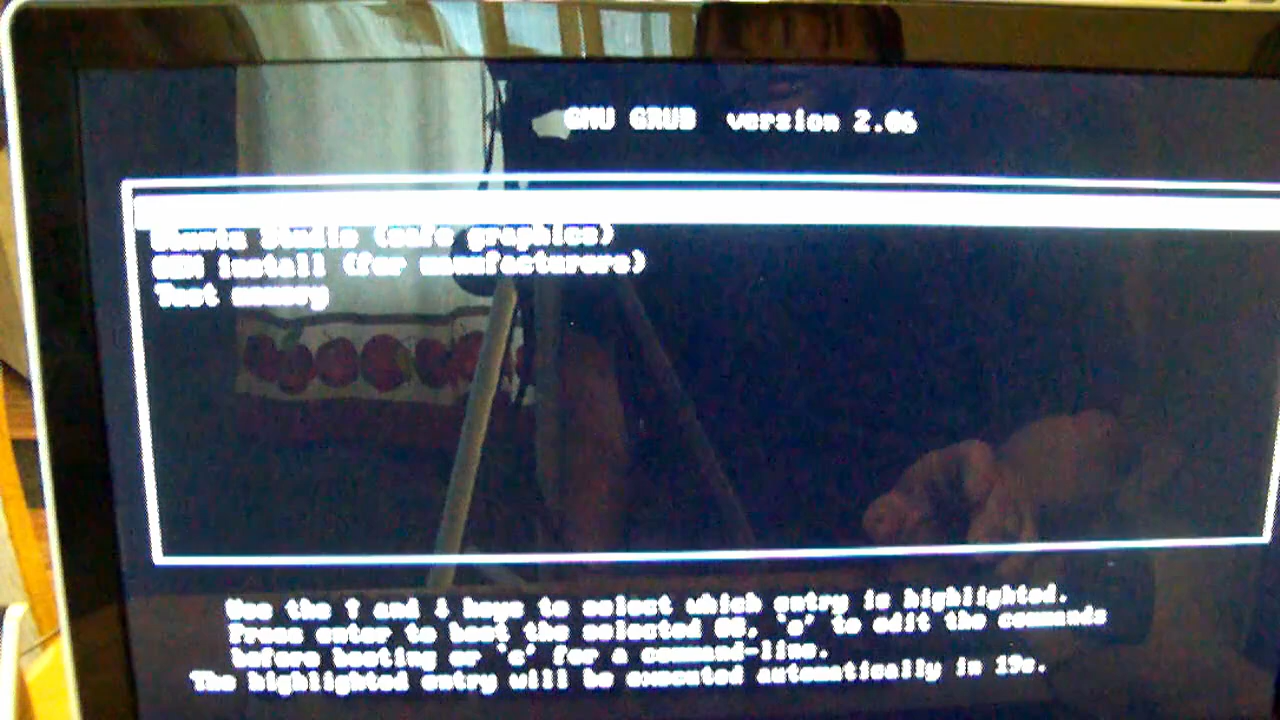 GNU GRUB version 2.06
Ubuntu Studio (safe graphics)
OEM install (for manufacturers)
Test memory
Use the ↑ and ↓ keys to select which entry is highlighted.
Press enter to boot the selected OS, `e' to edit the commands
before booting or `c' for a command-line.
The highlighted entry will be executed automatically in 19s.